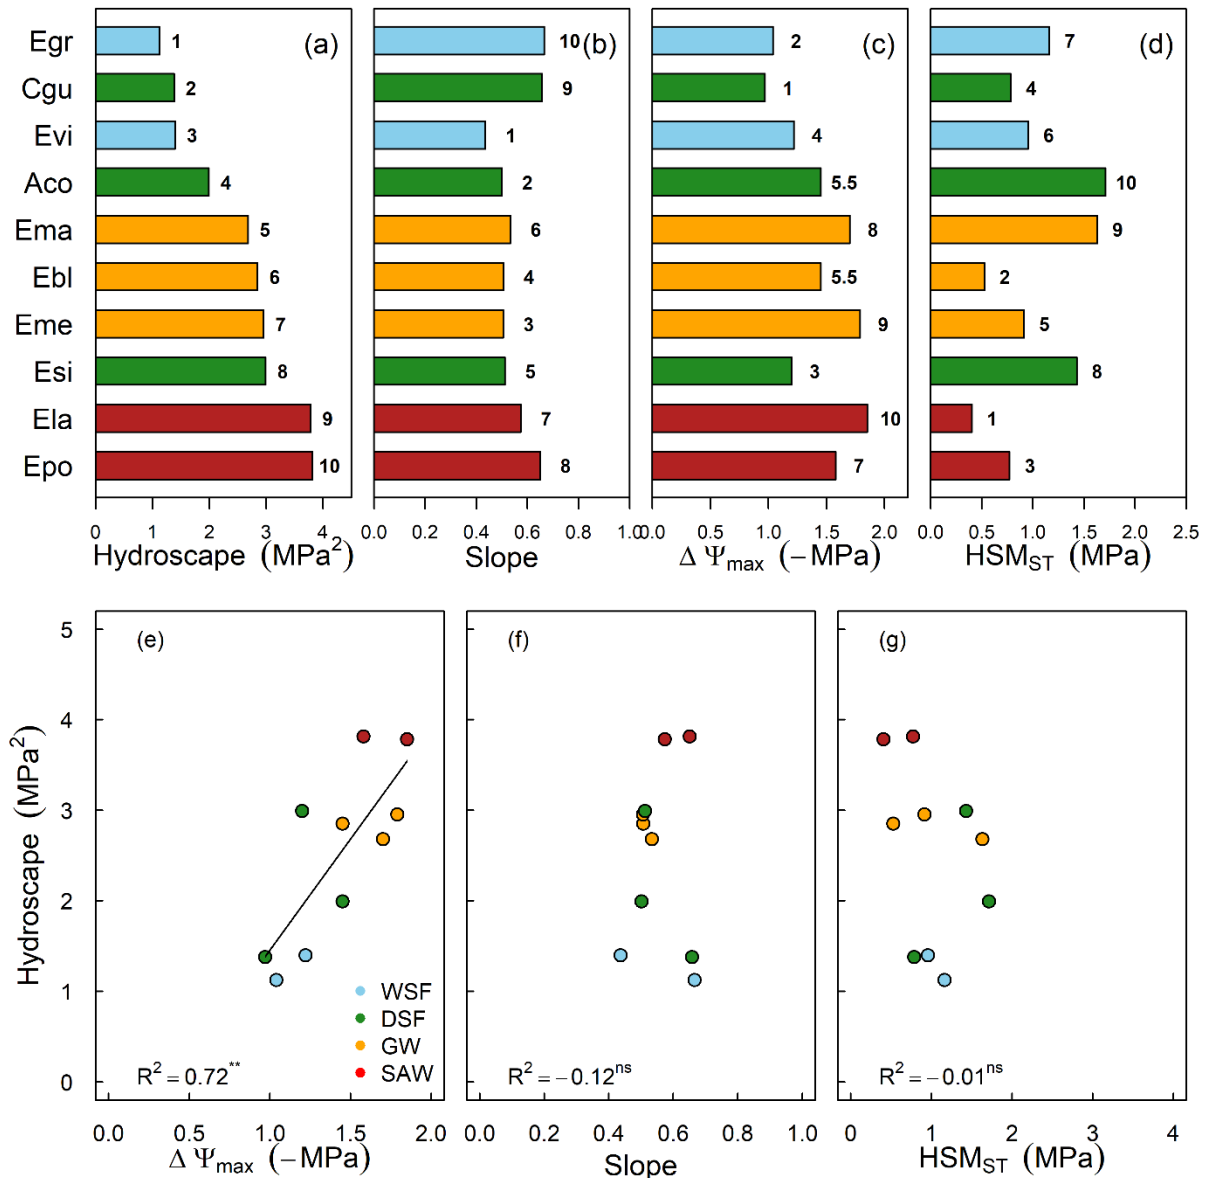 (a) (b) (c) (d)
Egr 1 10 2 7
Cgu 2 9 1 4
Evi 3 1 4 6
Aco 4 2 5.5 10
Ema 5 6 8 9
Ebl 6 4 5.5 2
Eme 7 3 9 5
Esi 8 5 3 8
Ela 9 7 10 1
Epo 10 8 7 3
0 1 2 3 4 0.0 0.2 0.4 0.6 0.8 1.0 0.0 0.5 1.0 1.5 2.0 0.0 0.5 1.0 1.5 2.0 2.5
Hydroscape (MPa²) Slope Δ Ψmax (−MPa) HSMST (MPa)
(e) (f) (g)
5
4
3
2
1
0
Hydroscape (MPa²)
WSF
DSF
GW
SAW
R² = 0.72** R² = −0.12ns R² = −0.01ns
0.0 0.5 1.0 1.5 2.0 0.0 0.2 0.4 0.6 0.8 1.0 0 1 2 3 4
Δ Ψmax (−MPa) Slope HSMST (MPa)